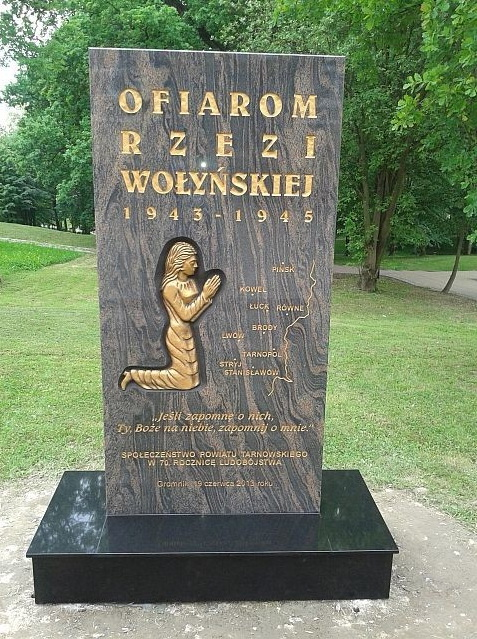 OFIAROM
RZEZI
WOŁYŃSKIEJ
1943-1945
PIŃSK
KOWEL
ŁUCK RÓWNE
BRODY
LWÓW
TARNOPOL
STRYJ
STANISŁAWÓW
„Jeśli zapomnę o nich,
Ty, Boże na niebie, zapomnij o mnie."
SPOŁECZEŃSTWO POWIATU TARNOWSKIEGO
W 70. ROCZNICĘ LUDOBÓJSTWA
Gromnik, 19 czerwca 2013 roku